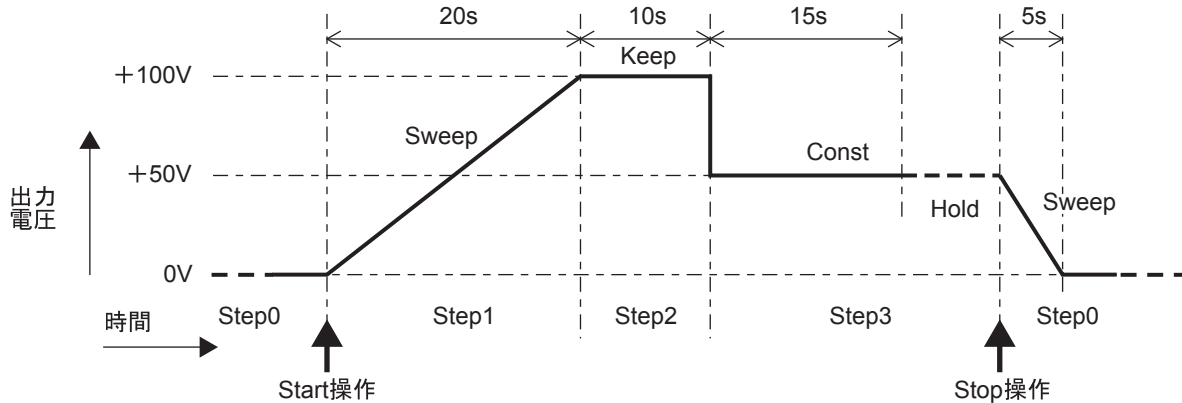 20s 10s 15s 5s
Keep
+100V
Sweep
Const
+50V
出力
電圧
Hold
Sweep
0V
Step0 Step1 Step2 Step3 Step0
時間
Start操作 Stop操作